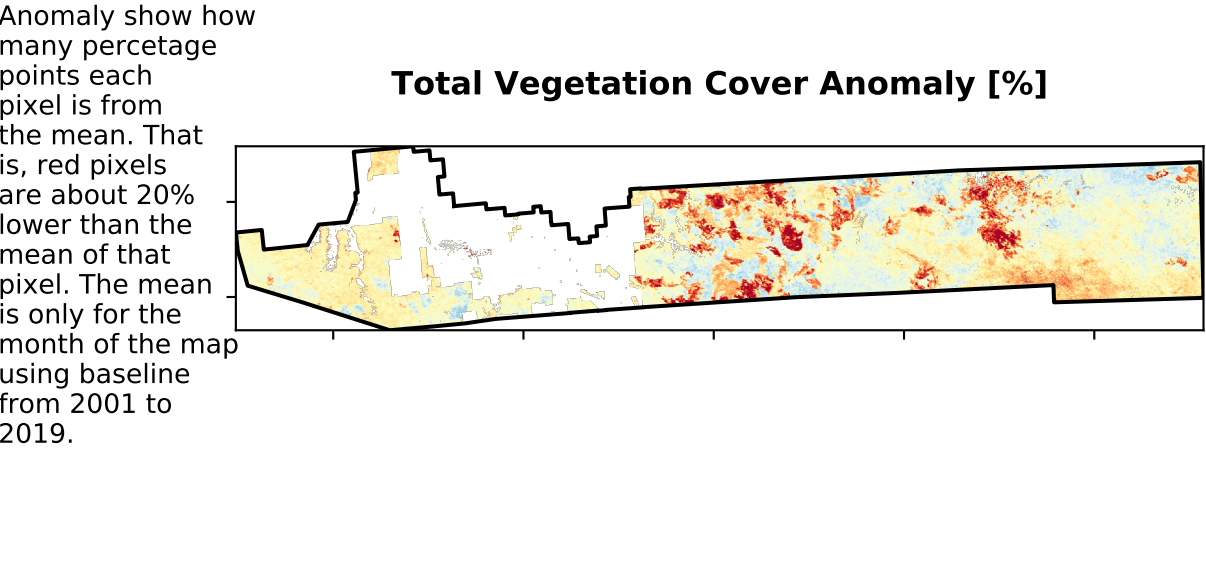 Anomaly show how
many percetage
points each
pixel is from
the mean. That
is, red pixels
are about 20%
lower than the
mean of that
pixel. The mean
is only for the
month of the map
using baseline
from 2001 to
2019.
Total Vegetation Cover Anomaly [%]